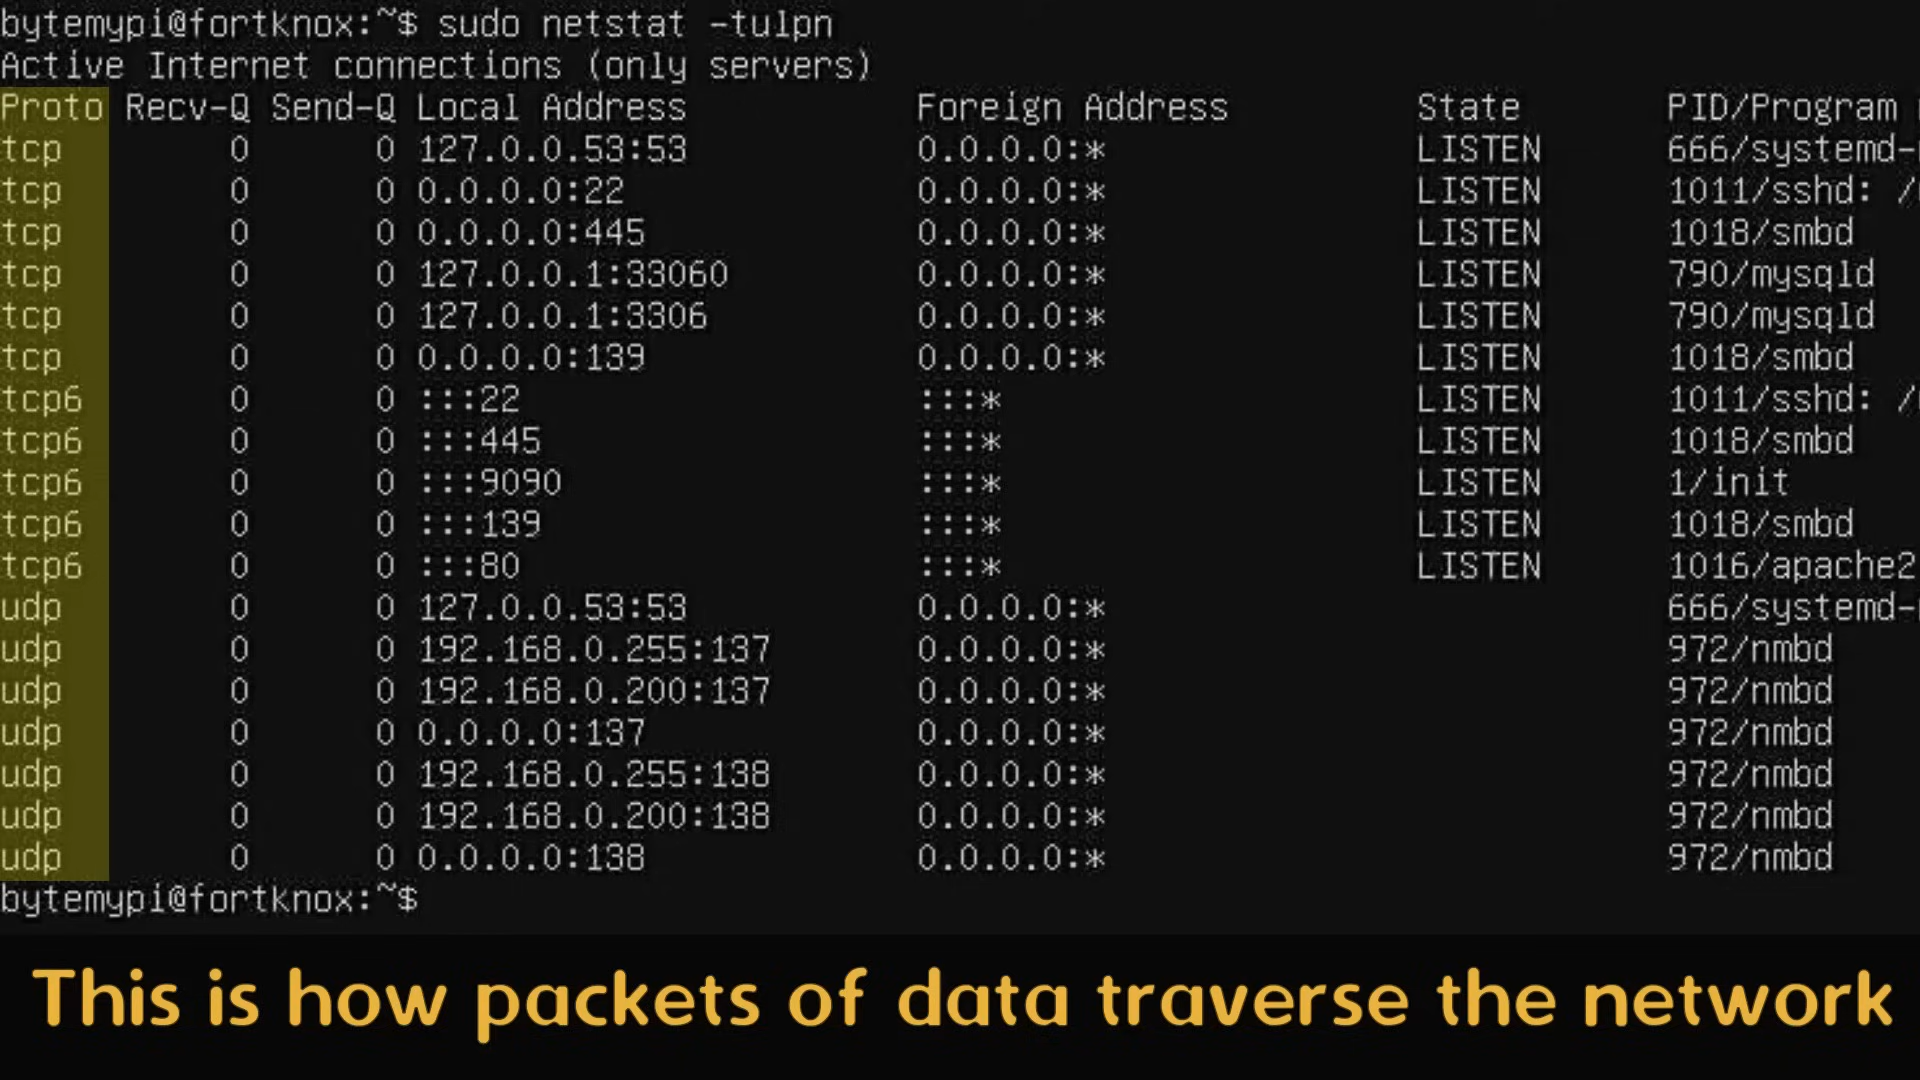 bytemypi@fortknox:~$ sudo netstat -tulpn
Active Internet connections (only servers)
Proto Recv-Q Send-Q Local Address Foreign Address State PID/Program
tcp 0 0 127.0.0.53:53 0.0.0.0:* LISTEN 666/systemd-
tcp 0 0 0.0.0.0:22 0.0.0.0:* LISTEN 1011/sshd: /
tcp 0 0 0.0.0.0:445 0.0.0.0:* LISTEN 1018/smbd
tcp 0 0 127.0.0.1:33060 0.0.0.0:* LISTEN 790/mysqld
tcp 0 0 127.0.0.1:3306 0.0.0.0:* LISTEN 790/mysqld
tcp 0 0 0.0.0.0:139 0.0.0.0:* LISTEN 1018/smbd
tcp6 0 0 :::22 :::* LISTEN 1011/sshd: /
tcp6 0 0 :::445 :::* LISTEN 1018/smbd
tcp6 0 0 :::9090 :::* LISTEN 1/init
tcp6 0 0 :::139 :::* LISTEN 1018/smbd
tcp6 0 0 :::80 :::* LISTEN 1016/apache2
udp 0 0 127.0.0.53:53 0.0.0.0:* 666/systemd-
udp 0 0 192.168.0.255:137 0.0.0.0:* 972/nmbd
udp 0 0 192.168.0.200:137 0.0.0.0:* 972/nmbd
udp 0 0 0.0.0.0:137 0.0.0.0:* 972/nmbd
udp 0 0 192.168.0.255:138 0.0.0.0:* 972/nmbd
udp 0 0 192.168.0.200:138 0.0.0.0:* 972/nmbd
udp 0 0 0.0.0.0:138 0.0.0.0:* 972/nmbd
bytemypi@fortknox:~$
This is how packets of data traverse the network